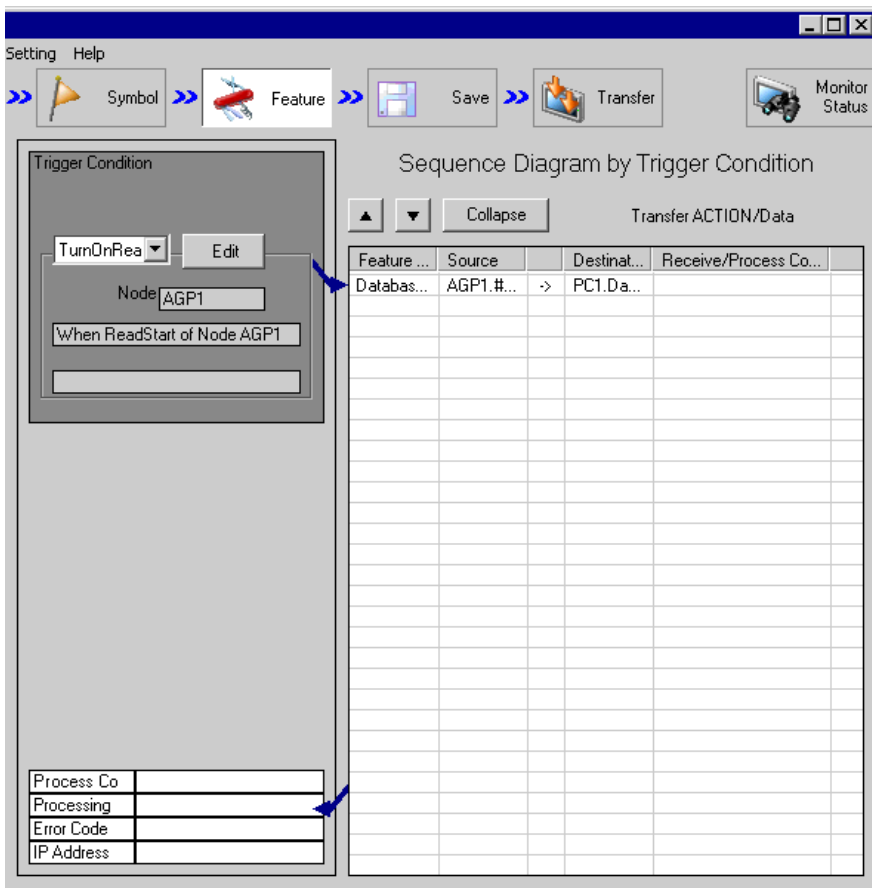 Setting Help
Symbol Feature Save Transfer Monitor Status
Trigger Condition
TurnOnRea Edit
Node AGP1
When ReadStart of Node AGP1
Process Co
Processing
Error Code
IP Address
Sequence Diagram by Trigger Condition
Collapse Transfer ACTION/Data
Feature ... Source Destinat... Receive/Process Co...
Databas... AGP1.#... -> PC1.Da...